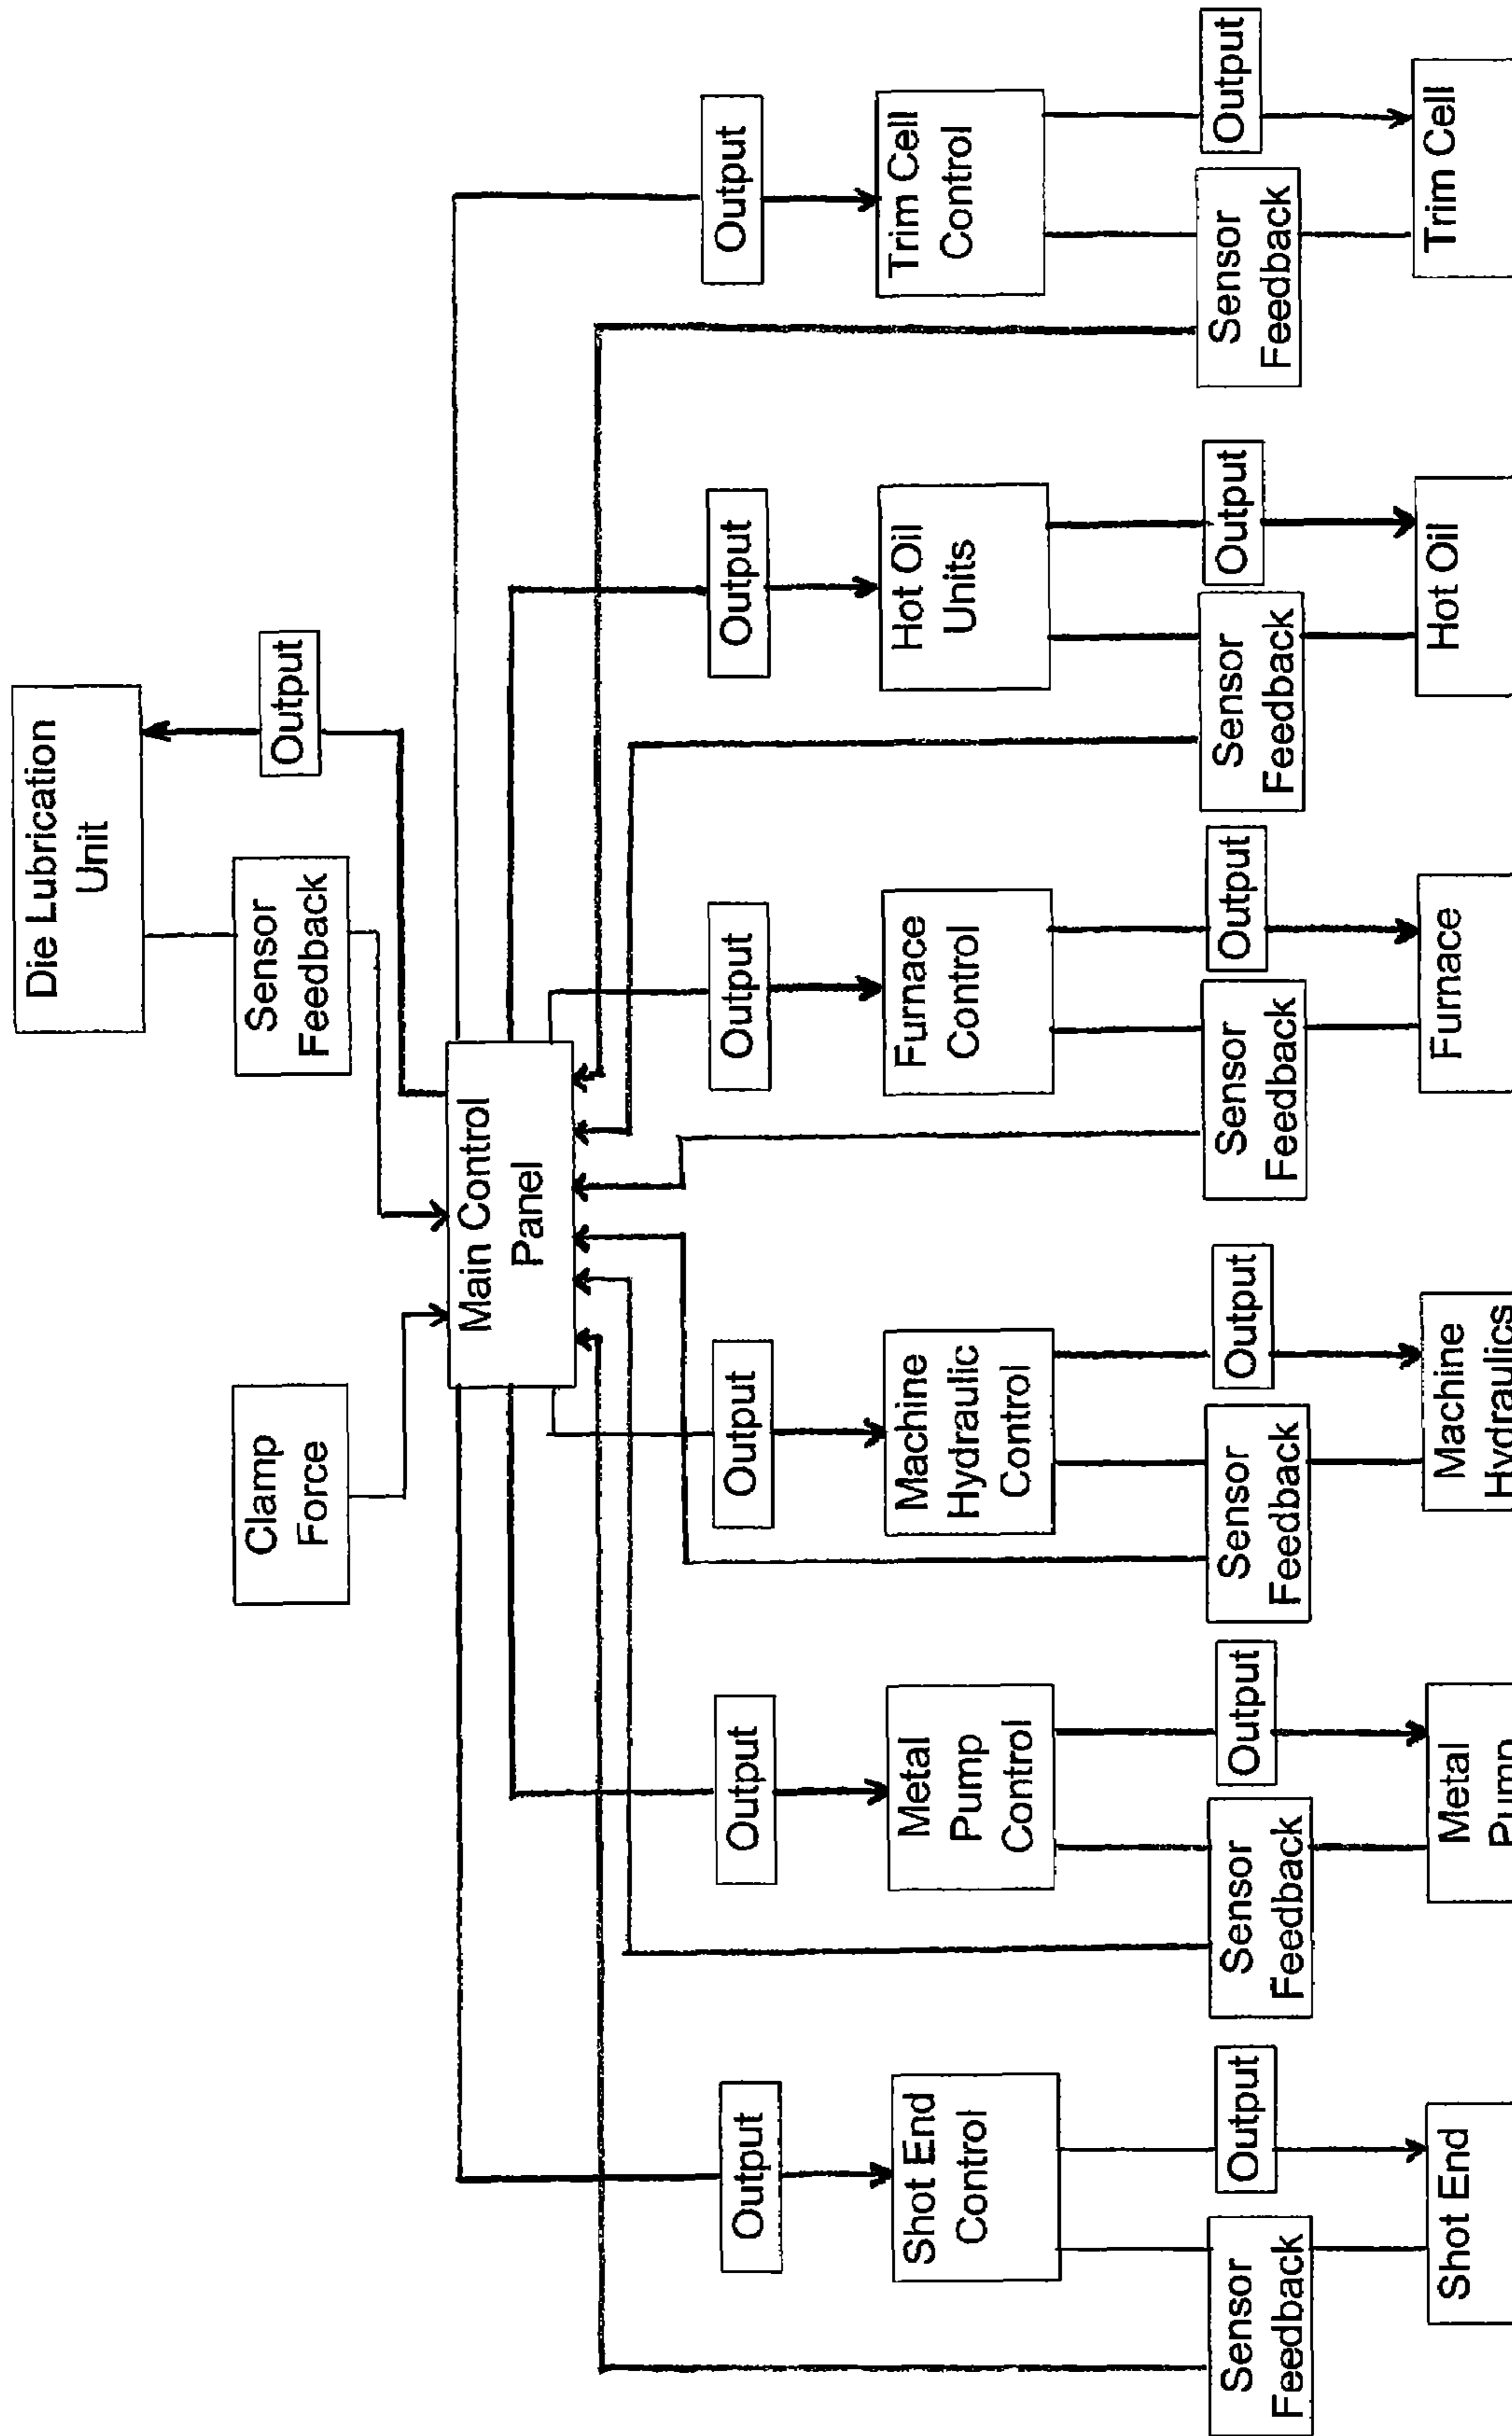 Die Lubrication
Unit
Clamp
Force
Sensor
Feedback
Output
Main Control
Panel
Output
Output
Output
Output
Output
Output
Shot End
Control
Metal
Pump
Control
Machine
Hydraulic
Control
Furnace
Control
Hot Oil
Units
Trim Cell
Control
Sensor
Feedback
Output
Sensor
Feedback
Output
Sensor
Feedback
Output
Sensor
Feedback
Output
Sensor
Feedback
Output
Sensor
Feedback
Output
Shot End
Metal
Pump
Machine
Hydraulics
Furnace
Hot Oil
Trim Cell